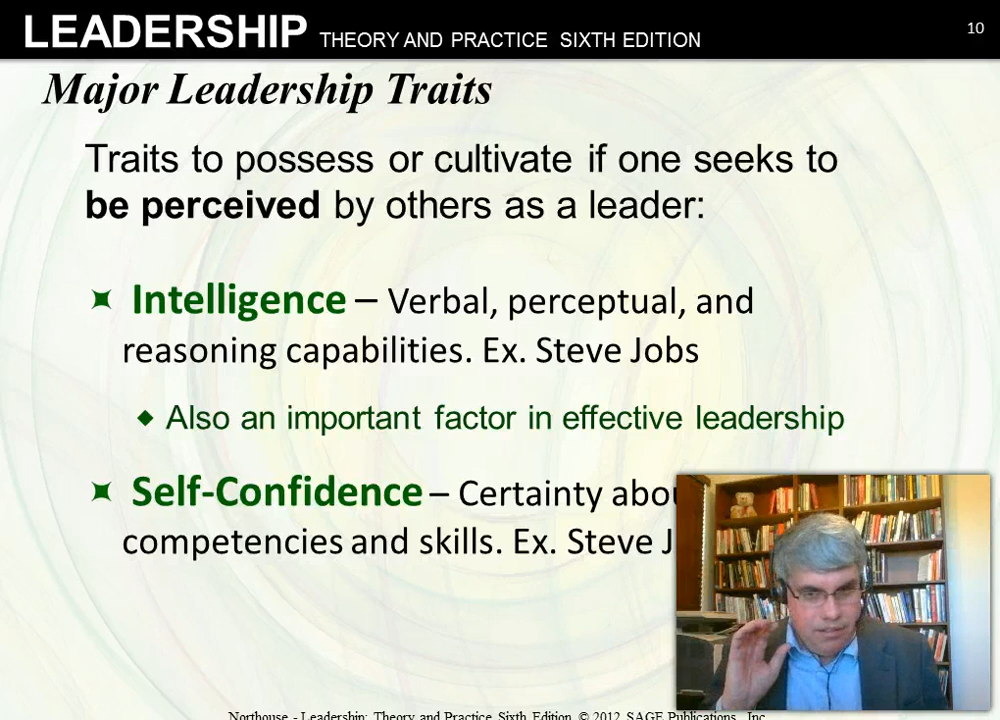 LEADERSHIP THEORY AND PRACTICE SIXTH EDITION
10
Major Leadership Traits
Traits to possess or cultivate if one seeks to
be perceived by others as a leader:
Intelligence – Verbal, perceptual, and
reasoning capabilities. Ex. Steve Jobs
Also an important factor in effective leadership
Self-Confidence – Certainty abou
competencies and skills. Ex. Steve J
Northouse - Leadership: Theory and Practice, Sixth Edition © 2012 SAGE Publications, Inc.